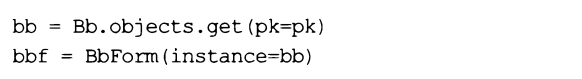 bb = Bb.objects.get(pk=pk)
bbf = BbForm(instance=bb)